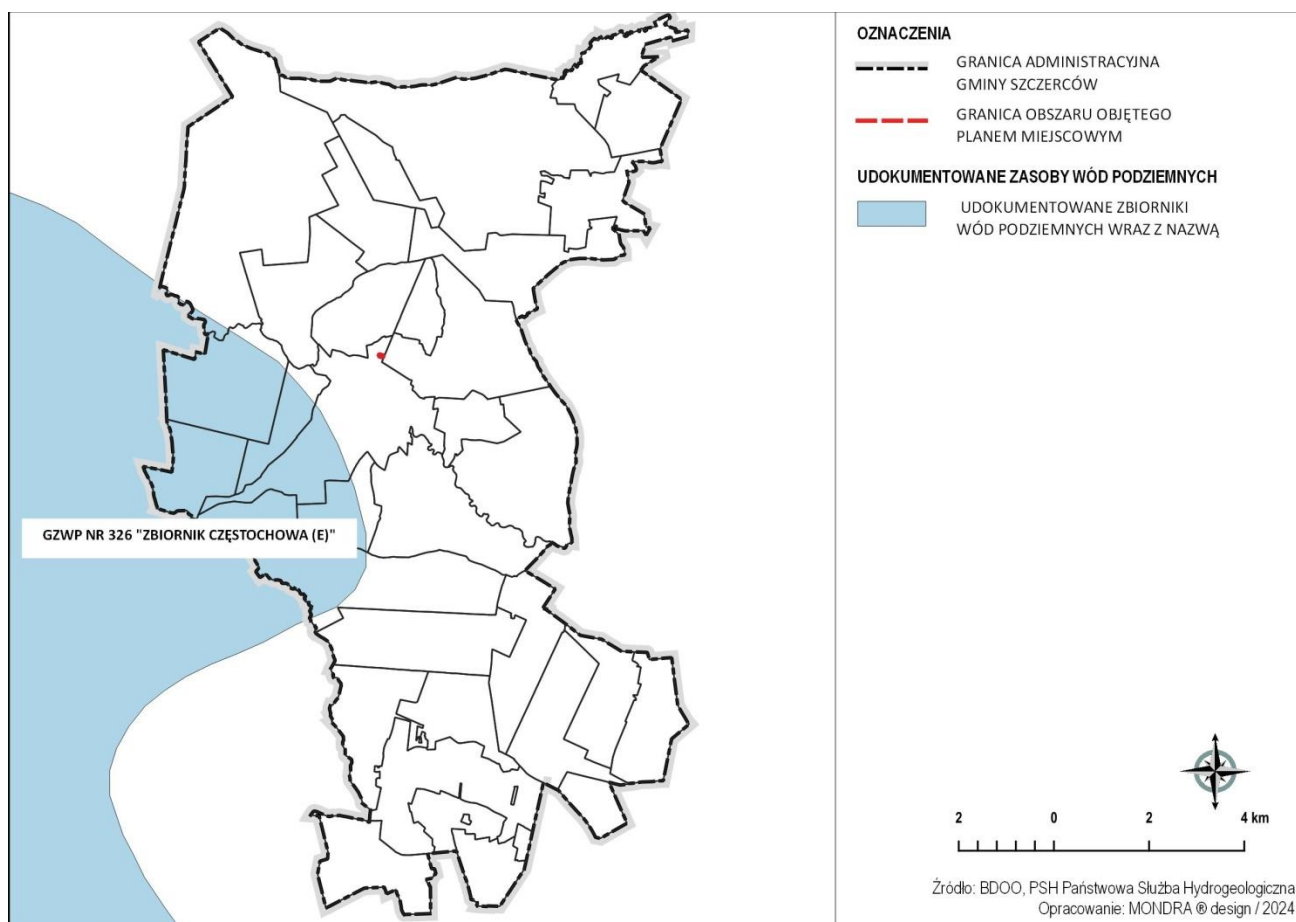 OZNACZENIA
GRANICA ADMINISTRACYJNA
GMINY SZCZERCÓW
GRANICA OBSZARU OBJĘTEGO
PLANEM MIEJSCOWYM
UDOKUMENTOWANE ZASOBY WÓD PODZIEMNYCH
UDOKUMENTOWANE ZBIORNIKI
WÓD PODZIEMNYCH WRAZ Z NAZWĄ
GZWP NR 326 "ZBIORNIK CZĘSTOCHOWA (E)"
2 0 2 4 km
Źródło: BDOO, PSH Państwowa Służba Hydrogeologiczna
Opracowanie: MONDRA ® design / 2024